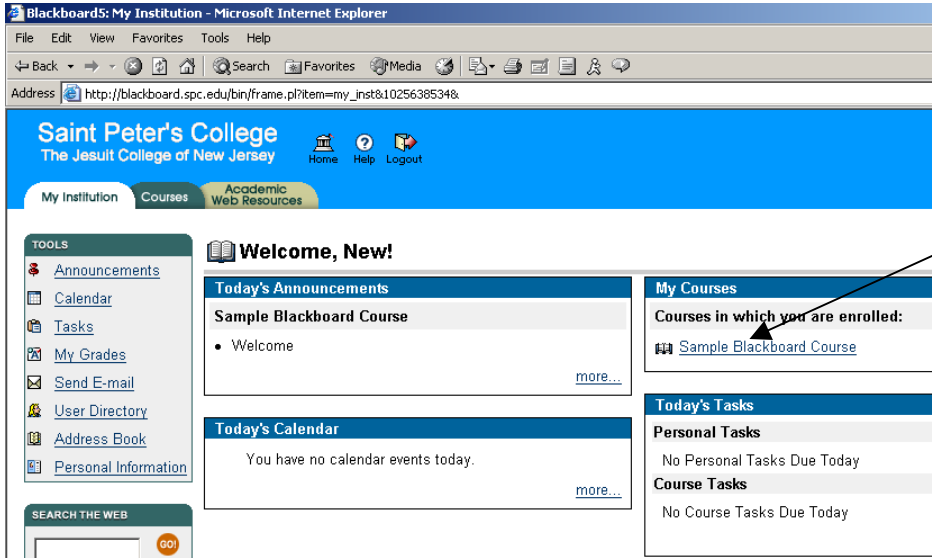 Blackboard5: My Institution - Microsoft Internet Explorer
File Edit View Favorites Tools Help
Back Search Favorites Media
Address http://blackboard.spc.edu/bin/frame.pl?item=my_inst&1025638534&
Saint Peter's College
The Jesuit College of New Jersey
Home Help Logout
My Institution Courses Academic Web Resources
TOOLS
Announcements
Calendar
Tasks
My Grades
Send E-mail
User Directory
Address Book
Personal Information
SEARCH THE WEB
GO!
Welcome, New!
Today's Announcements
Sample Blackboard Course
• Welcome
more...
Today's Calendar
You have no calendar events today.
more...
My Courses
Courses in which you are enrolled:
Sample Blackboard Course
Today's Tasks
Personal Tasks
No Personal Tasks Due Today
Course Tasks
No Course Tasks Due Today